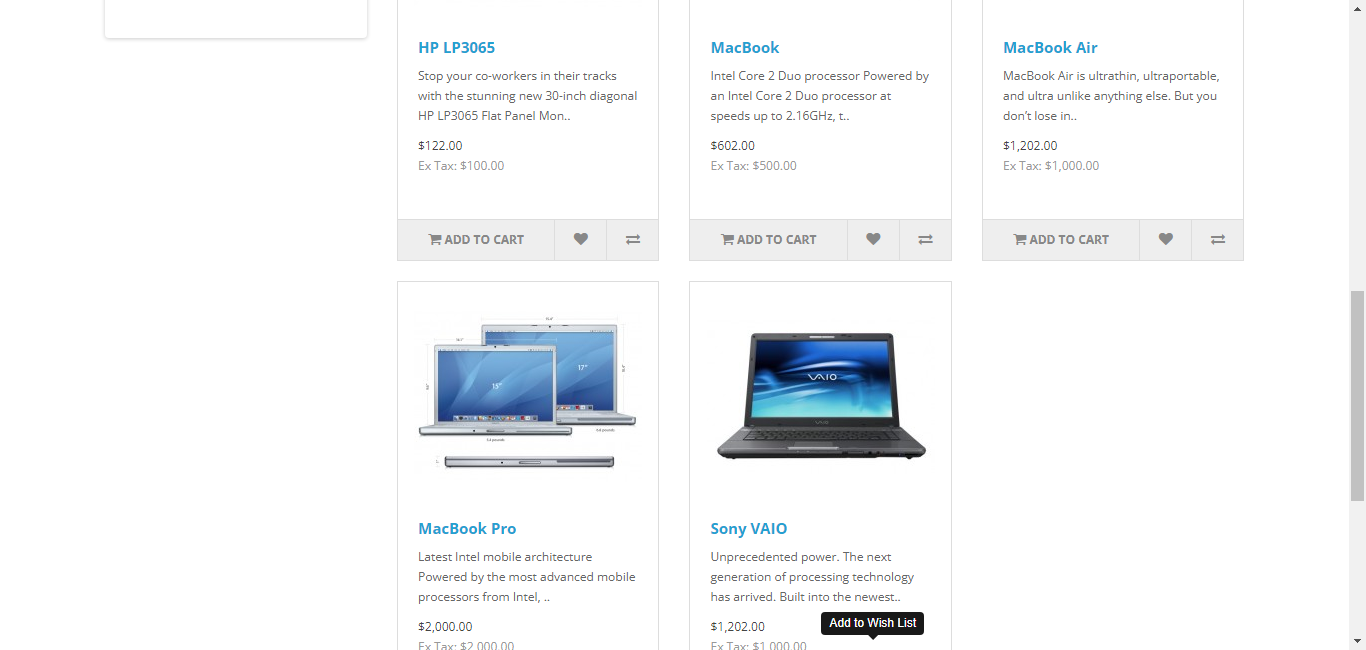 HP LP3065
Stop your co-workers in their tracks
with the stunning new 30-inch diagonal
HP LP3065 Flat Panel Mon..
$122.00
Ex Tax: $100.00
ADD TO CART
MacBook
Intel Core 2 Duo processor Powered by
an Intel Core 2 Duo processor at
speeds up to 2.16GHz, t..
$602.00
Ex Tax: $500.00
ADD TO CART
MacBook Air
MacBook Air is ultrathin, ultraportable,
and ultra unlike anything else. But you
don’t lose in..
$1,202.00
Ex Tax: $1,000.00
ADD TO CART
15"
17"
MacBook Pro
Latest Intel mobile architecture
Powered by the most advanced mobile
processors from Intel, ..
$2,000.00
Ex Tax: $2,000.00
VAIO
Sony VAIO
Unprecedented power. The next
generation of processing technology
has arrived. Built into the newest..
$1,202.00
Add to Wish List
Ex Tax: $1,000.00